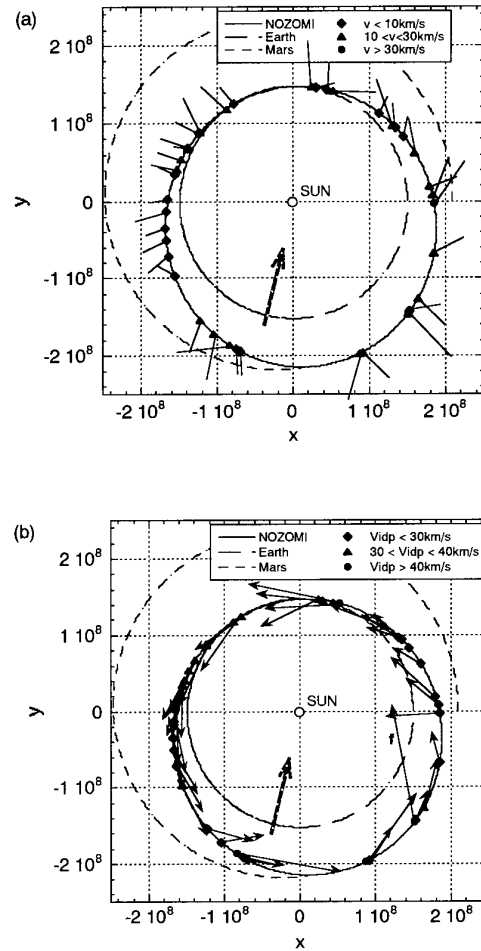 (a)
NOZOMI
Earth
Mars
v < 10km/s
10 <v<30km/s
v > 30km/s
2 10⁸
1 10⁸
0
-1 10⁸
-2 10⁸
y
SUN
-2 10⁸ -1 10⁸ 0 1 10⁸ 2 10⁸
x
(b)
NOZOMI
Earth
Mars
Vidp < 30km/s
30 < Vidp < 40km/s
Vidp > 40km/s
2 10⁸
1 10⁸
0
-1 10⁸
-2 10⁸
y
SUN
-2 10⁸ -1 10⁸ 0 1 10⁸ 2 10⁸
x